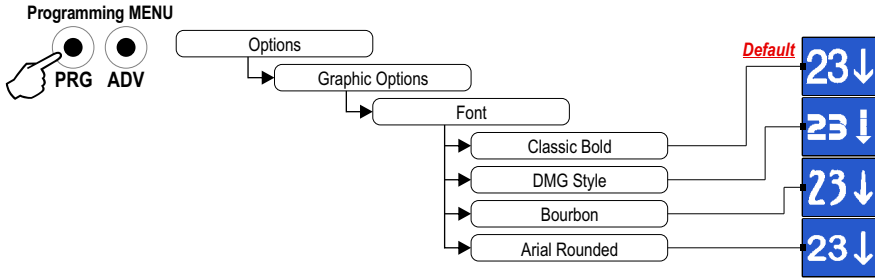 Programming MENU
PRG ADV
Options
Graphic Options
Font
Classic Bold
DMG Style
Bourbon
Arial Rounded
Default
23↓
23↓
23↓
23↓